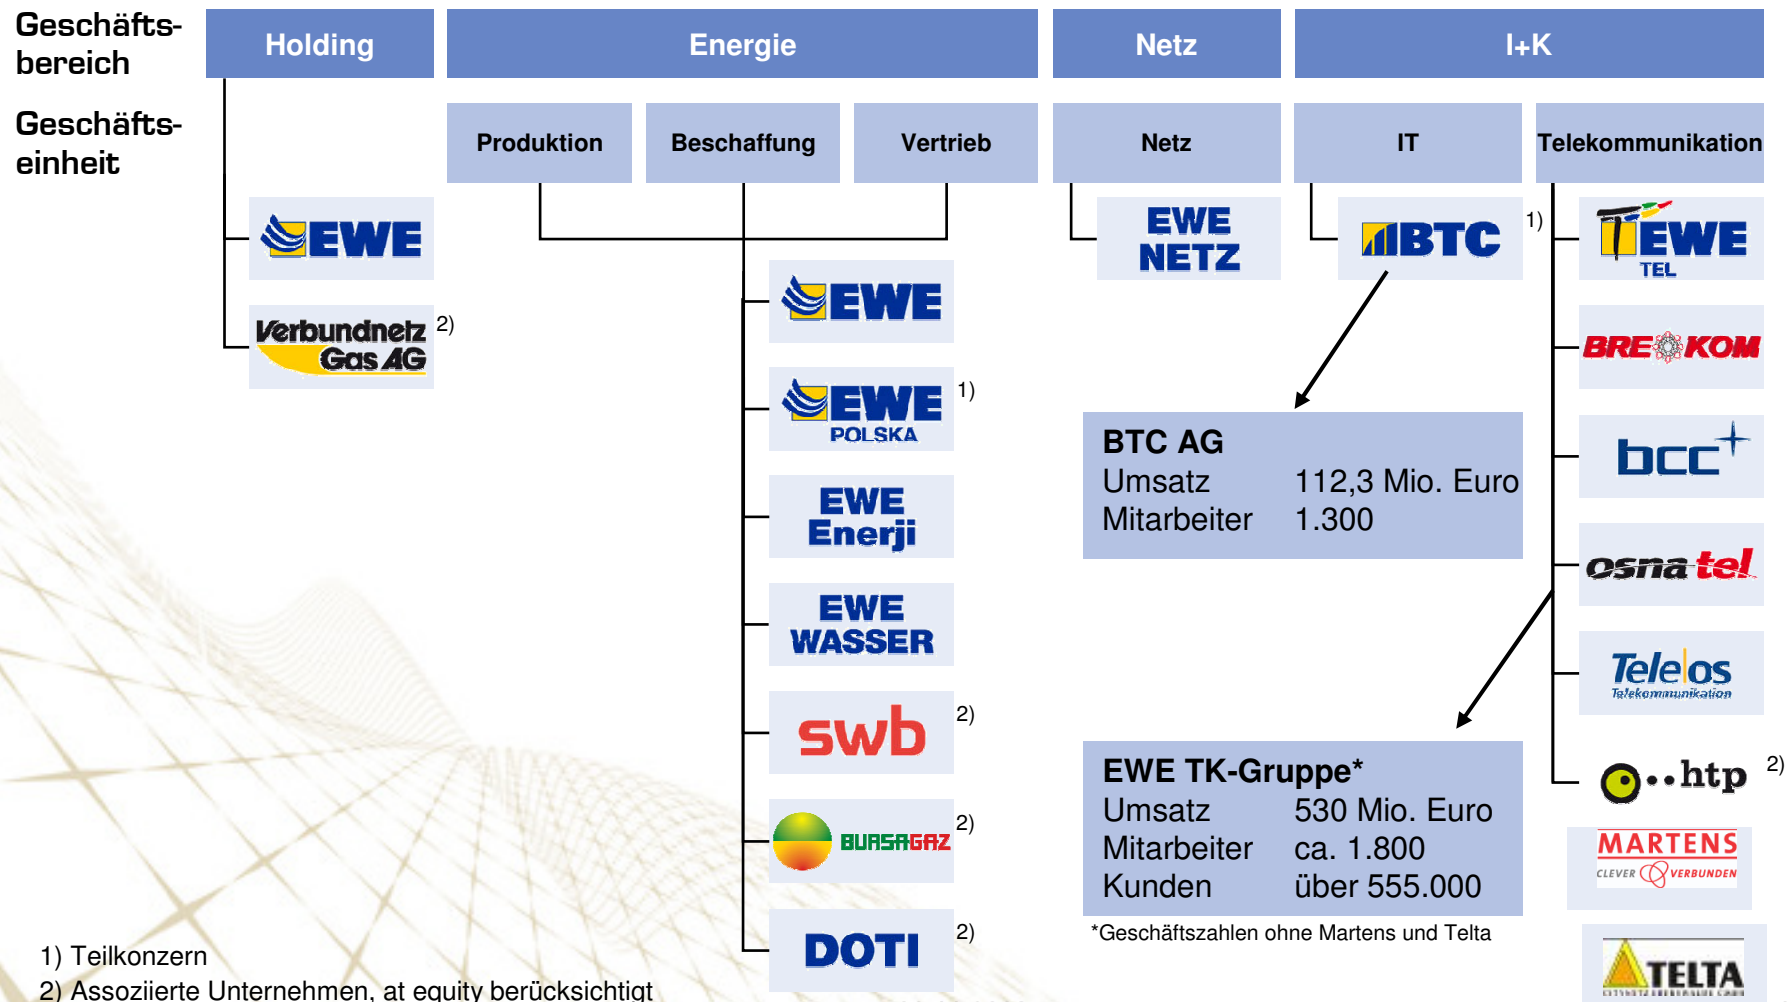 Geschäfts-
bereich
Holding
Energie
Netz
I+K
Geschäfts-
einheit
Produktion
Beschaffung
Vertrieb
Netz
IT
Telekommunikation
EWE
Verbundnetz
Gas AG
2)
EWE
EWE
POLSKA
1)
EWE
Enerji
EWE
WASSER
swb
2)
BURSAGAZ
2)
DOTI
2)
EWE
NETZ
BTC
1)
BTC AG
Umsatz 112,3 Mio. Euro
Mitarbeiter 1.300
EWE
TEL
BREKOM
bcc
osnatel
Teleos
Telekommunikation
htp
2)
MARTENS
CLEVER VERBUNDEN
TELTA
EWE TK-Gruppe*
Umsatz 530 Mio. Euro
Mitarbeiter ca. 1.800
Kunden über 555.000
*Geschäftszahlen ohne Martens und Telta
1) Teilkonzern
2) Assoziierte Unternehmen, at equity berücksichtigt